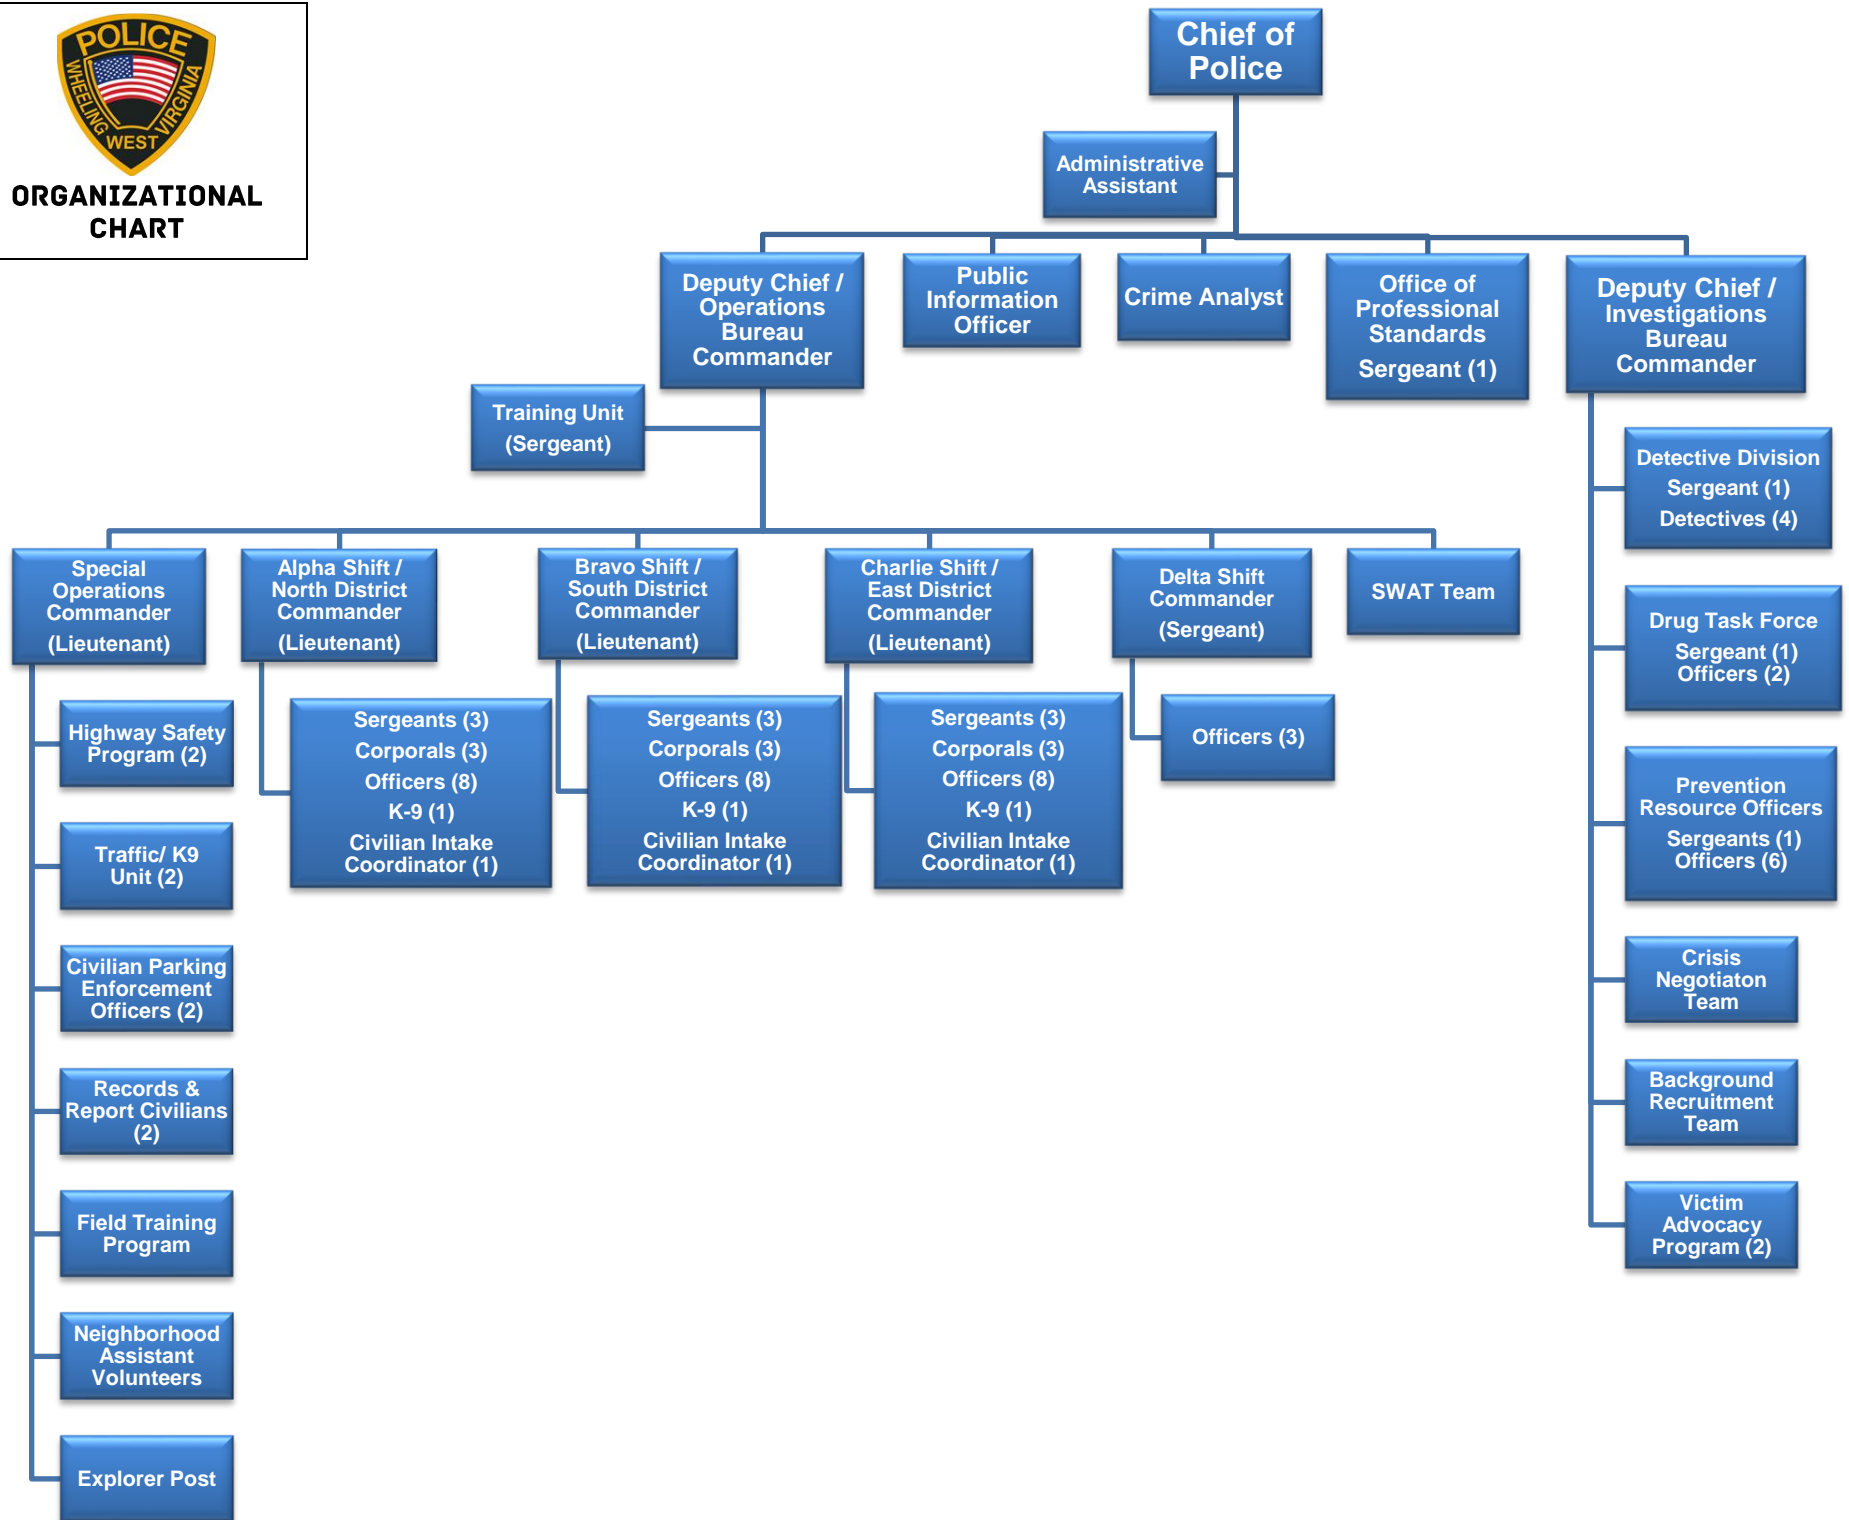 POLICE
WHEELING
WEST
VIRGINIA
ORGANIZATIONAL
CHART
Chief of
Police
Administrative
Assistant
Deputy Chief /
Operations
Bureau
Commander
Public
Information
Officer
Crime Analyst
Office of
Professional
Standards
Sergeant (1)
Deputy Chief /
Investigations
Bureau
Commander
Training Unit
(Sergeant)
Special
Operations
Commander
(Lieutenant)
Alpha Shift /
North District
Commander
(Lieutenant)
Bravo Shift /
South District
Commander
(Lieutenant)
Charlie Shift /
East District
Commander
(Lieutenant)
Delta Shift
Commander
(Sergeant)
SWAT Team
Highway Safety
Program (2)
Traffic/ K9
Unit (2)
Civilian Parking
Enforcement
Officers (2)
Records &
Report Civilians
(2)
Field Training
Program
Neighborhood
Assistant
Volunteers
Explorer Post
Sergeants (3)
Corporals (3)
Officers (8)
K-9 (1)
Civilian Intake
Coordinator (1)
Sergeants (3)
Corporals (3)
Officers (8)
K-9 (1)
Civilian Intake
Coordinator (1)
Sergeants (3)
Corporals (3)
Officers (8)
K-9 (1)
Civilian Intake
Coordinator (1)
Officers (3)
Detective Division
Sergeant (1)
Detectives (4)
Drug Task Force
Sergeant (1)
Officers (2)
Prevention
Resource Officers
Sergeants (1)
Officers (6)
Crisis
Negotiaton
Team
Background
Recruitment
Team
Victim
Advocacy
Program (2)